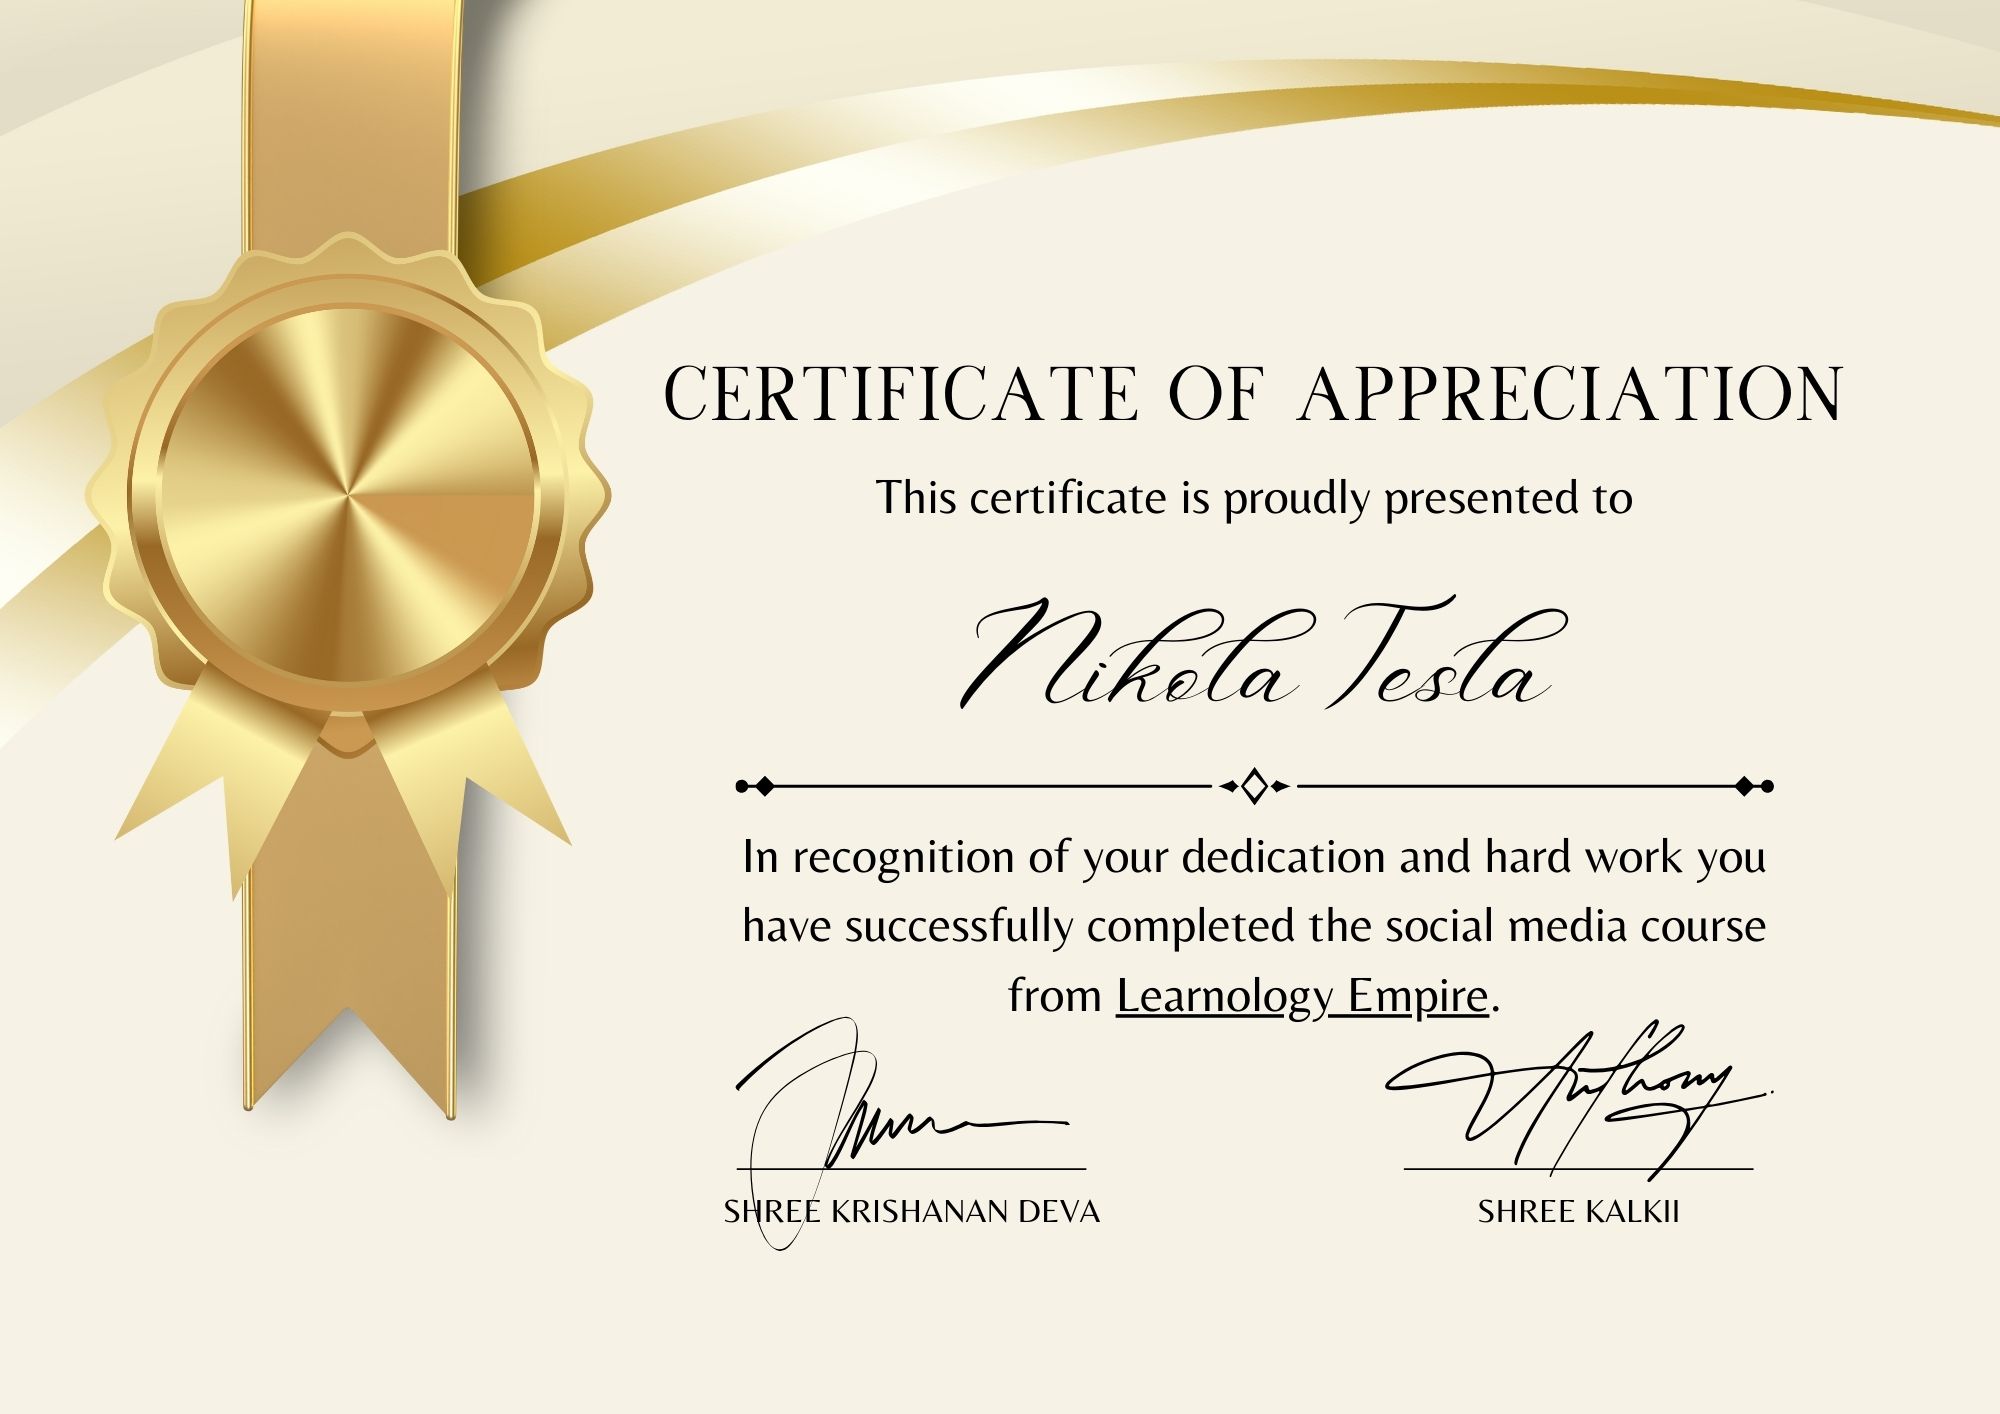 CERTIFICATE OF APPRECIATION
This certificate is proudly presented to
Nikola Tesla
In recognition of your dedication and hard work you
have successfully completed the social media course
from Learnology Empire.
Anthony
SHREE KRISHANAN DEVA
SHREE KALKII